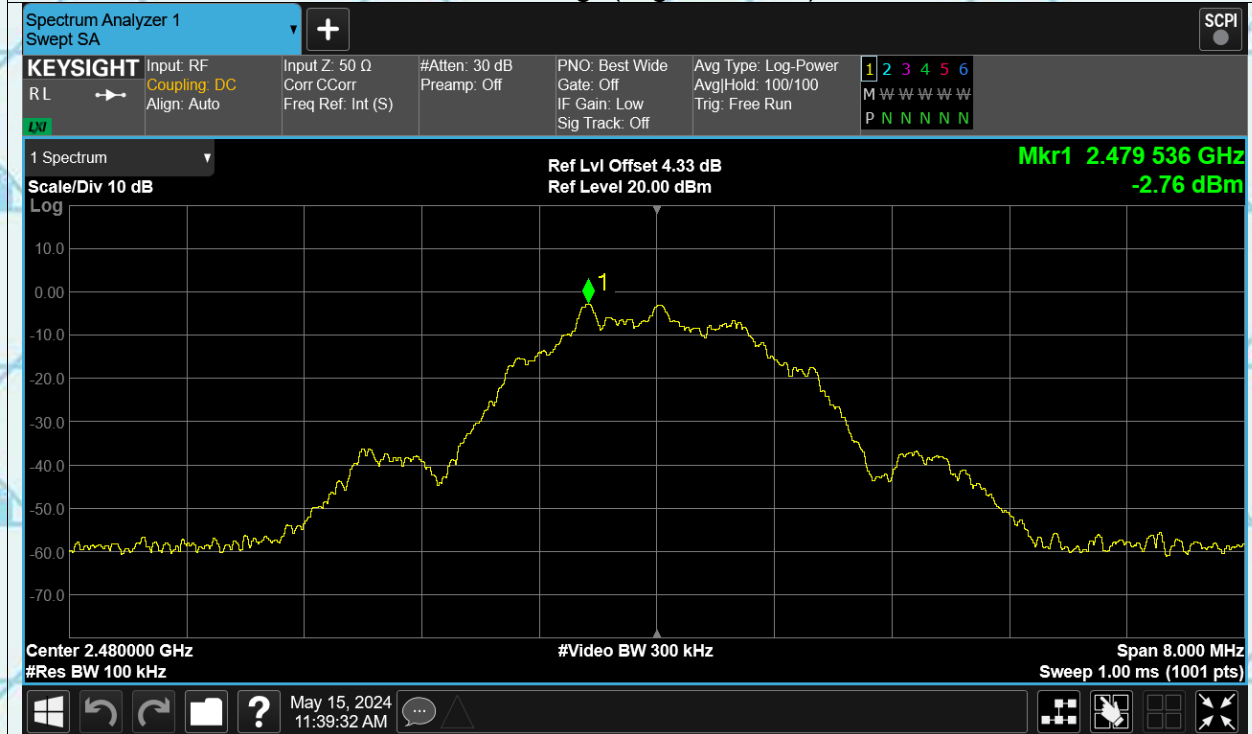 Spectrum Analyzer 1
Swept SA
SCPI
KEYSIGHT
RL
LXI
Input: RF
Coupling: DC
Align: Auto
Input Z: 50 Ω
Corr CCorr
Freq Ref: Int (S)
#Atten: 30 dB
Preamp: Off
PNO: Best Wide
Gate: Off
IF Gain: Low
Sig Track: Off
Avg Type: Log-Power
Avg|Hold: 100/100
Trig: Free Run
1 2 3 4 5 6
M W W W W W
P N N N N N
1 Spectrum
Scale/Div 10 dB
Log
Ref Lvl Offset 4.33 dB
Ref Level 20.00 dBm
Mkr1 2.479 536 GHz
-2.76 dBm
1
10.0
0.00
-10.0
-20.0
-30.0
-40.0
-50.0
-60.0
-70.0
Center 2.480000 GHz
#Res BW 100 kHz
#Video BW 300 kHz
Span 8.000 MHz
Sweep 1.00 ms (1001 pts)
?
May 15, 2024
11:39:32 AM